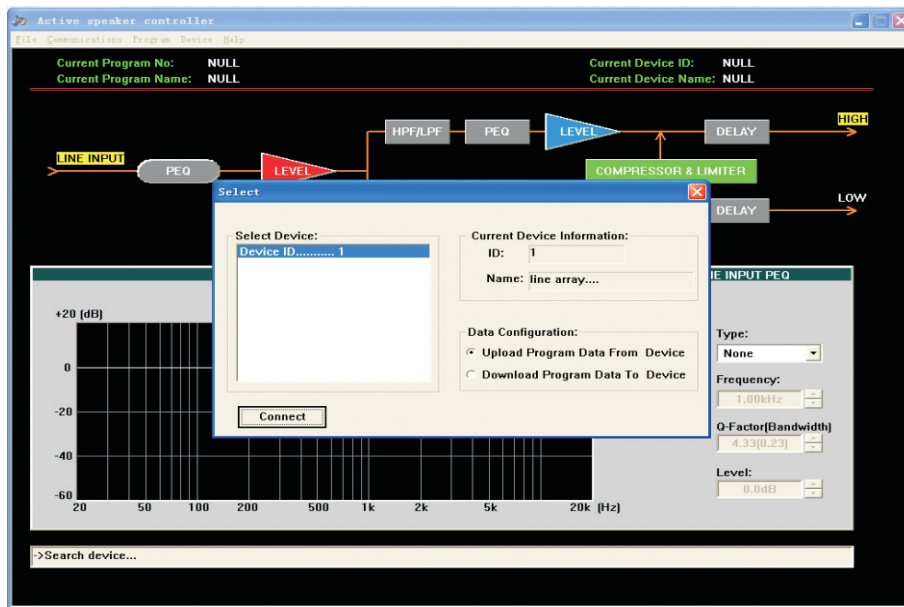 Active speaker controller
File Communications Program Device Help
Current Program No: NULL
Current Program Name: NULL
Current Device ID: NULL
Current Device Name: NULL
HPF/LPF
PEQ
LEVEL
DELAY
HIGH
LINE INPUT
PEQ
LEVEL
COMPRESSOR & LIMITER
DELAY
LOW
Select
Select Device:
Device ID.......... 1
Current Device Information:
ID: 1
Name: line array....
Data Configuration:
Upload Program Data From Device
Download Program Data To Device
Connect
E INPUT PEQ
+20 (dB)
0
-20
-40
-60
20 50 100 200 500 1k 2k 5k 20k (Hz)
Type:
None
Frequency:
1.00kHz
Q-Factor(Bandwidth)
4.33(0.23)
Level:
0.0dB
->Search device...